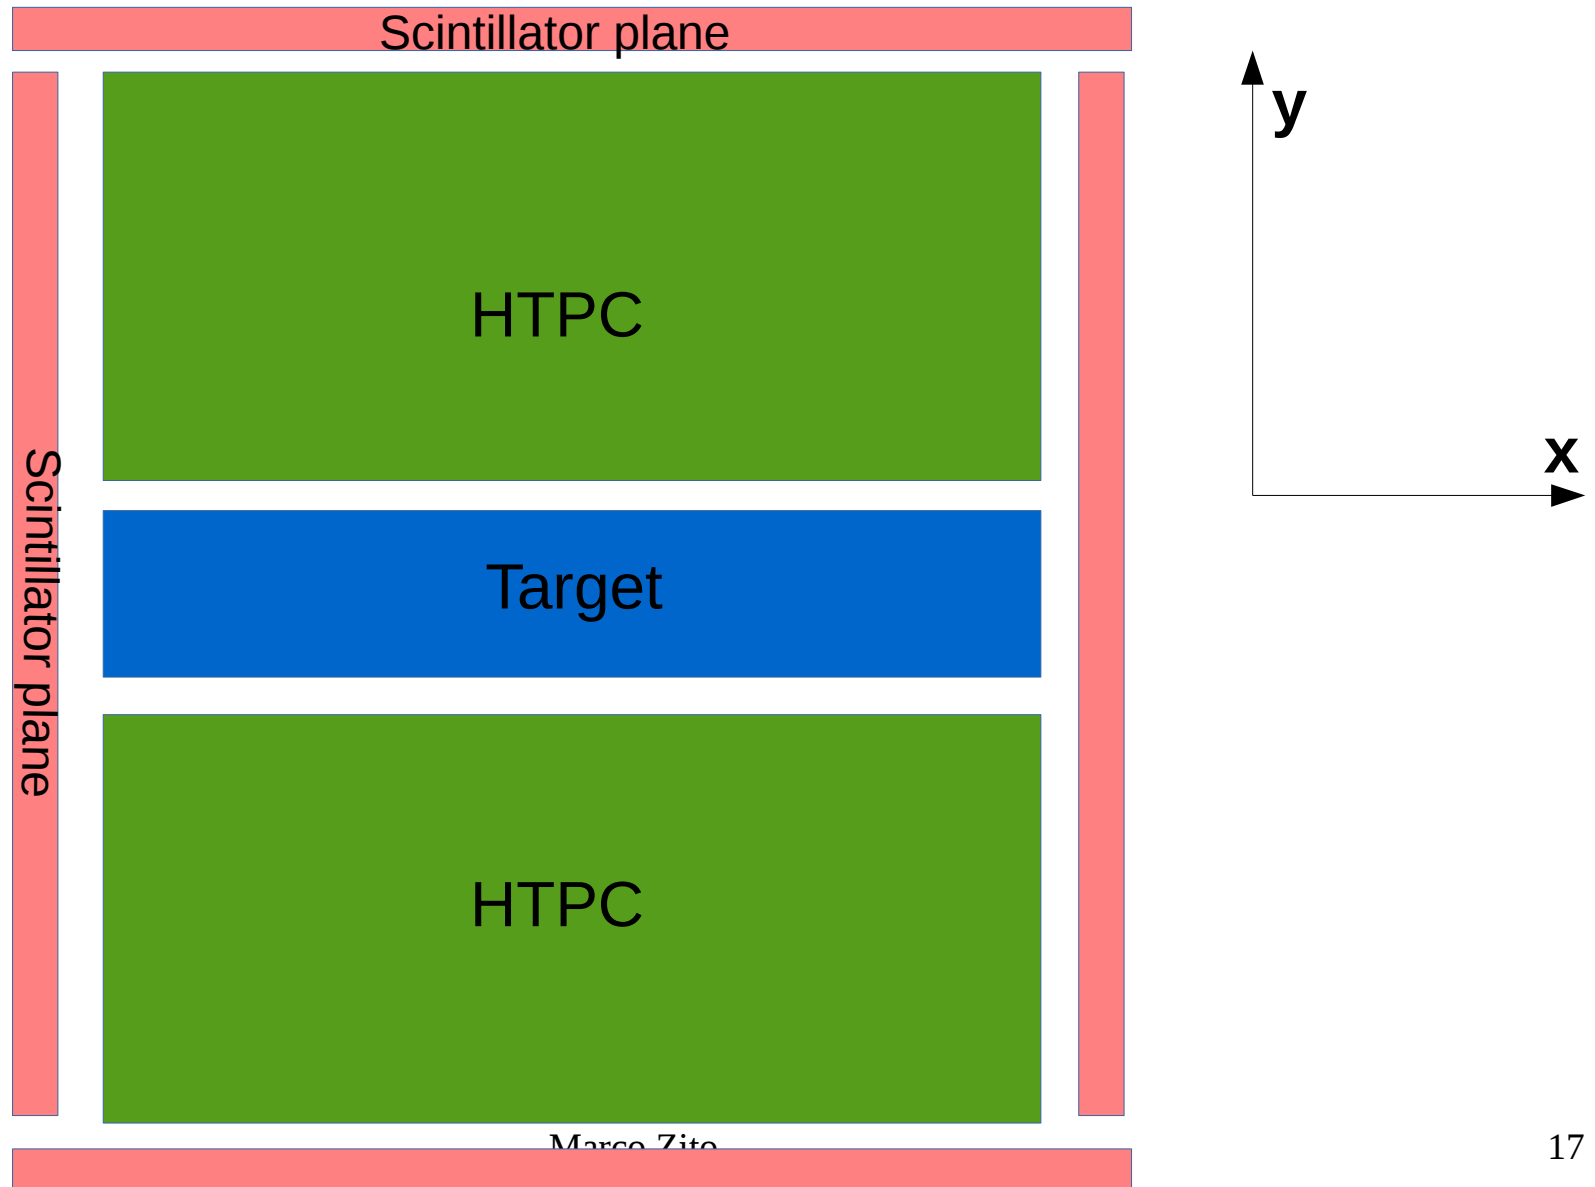 Scintillator plane
y
HTPC
x
Scintillator plane
Target
HTPC
Marco Zito
17